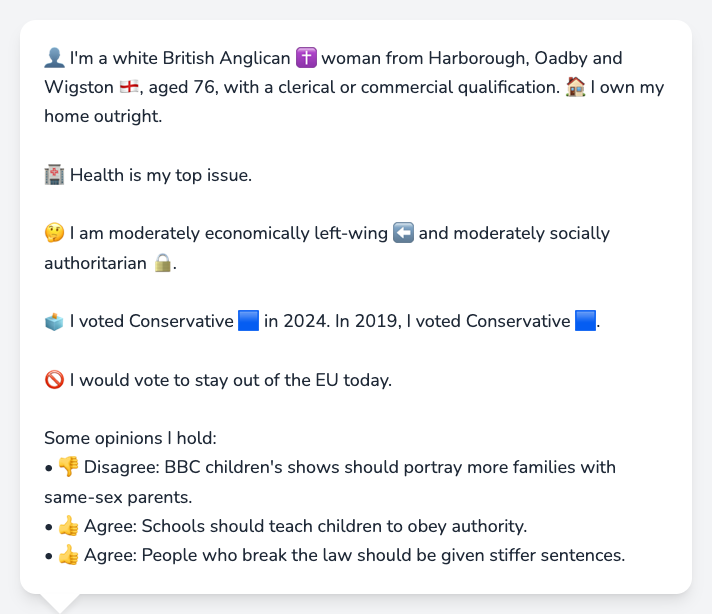 👤 I'm a white British Anglican ✝️ woman from Harborough, Oadby and
Wigston 🏴󠁧󠁢󠁥󠁮󠁧󠁿, aged 76, with a clerical or commercial qualification. 🏠 I own my
home outright.
🏥 Health is my top issue.
🤔 I am moderately economically left-wing ⬅️ and moderately socially
authoritarian 🔒.
🗳️ I voted Conservative 🟦 in 2024. In 2019, I voted Conservative 🟦.
🚫 I would vote to stay out of the EU today.
Some opinions I hold:
• 👎 Disagree: BBC children's shows should portray more families with
same-sex parents.
• 👍 Agree: Schools should teach children to obey authority.
• 👍 Agree: People who break the law should be given stiffer sentences.